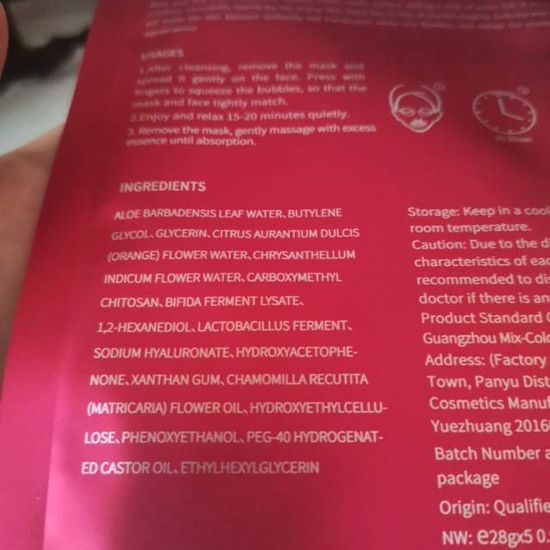 USAGES
1.After cleansing, remove the mask and
spread it gently on the face. Press with
fingers to squeeze the bubbles, so that the
mask and face tightly match.
2.Enjoy and relax 15-20 minutes quietly.
3. Remove the mask, gently massage with excess
essence until absorption.
INGREDIENTS
ALOE BARBADENSIS LEAF WATER、BUTYLENE
GLYCOL、GLYCERIN、CITRUS AURANTIUM DULCIS
(ORANGE) FLOWER WATER、CHRYSANTHELLUM
INDICUM FLOWER WATER、CARBOXYMETHYL
CHITOSAN、BIFIDA FERMENT LYSATE、
1,2-HEXANEDIOL、LACTOBACILLUS FERMENT、
SODIUM HYALURONATE、HYDROXYACETOPHE-
NONE、XANTHAN GUM、CHAMOMILLA RECUTITA
(MATRICARIA) FLOWER OIL、HYDROXYETHYLCELLU-
LOSE、PHENOXYETHANOL、PEG-40 HYDROGENAT-
ED CASTOR OIL、ETHYLHEXYLGLYCERIN
Storage: Keep in a cool
room temperature.
Caution: Due to the di
characteristics of eac
recommended to dis
doctor if there is an
Product Standard C
Guangzhou Mix-Colo
Address: (Factory
Town, Panyu Dist
Cosmetics Manuf
Yuezhuang 20160
Batch Number a
package
Origin: Qualifie
NW: ℮28gx5 0.